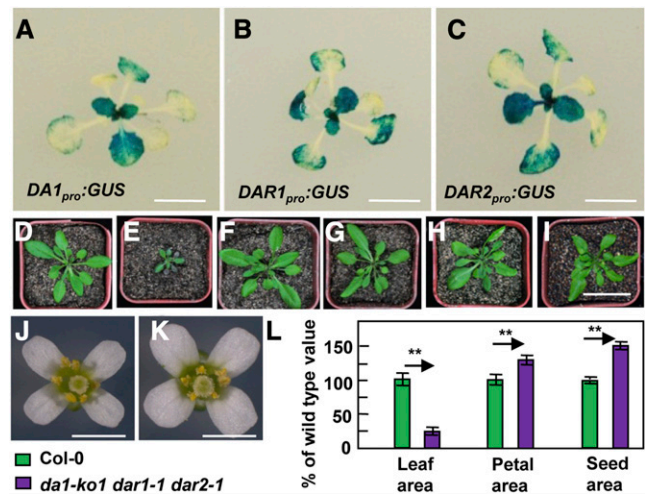 A
B
C
DA1pro:GUS
DAR1pro:GUS
DAR2pro:GUS
D
E
F
G
H
I
J
K
L
% of wild type value
150
100
50
0
**
**
**
Leaf area
Petal area
Seed area
Col-0
da1-ko1 dar1-1 dar2-1